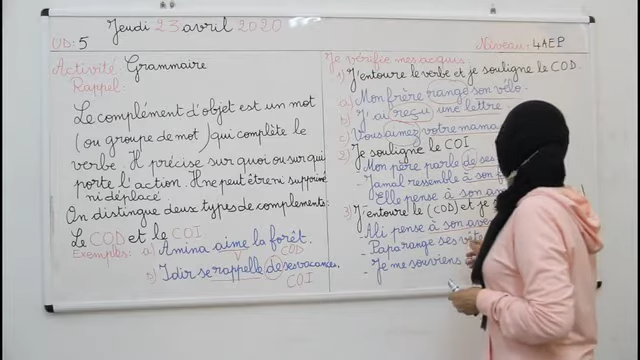 Jeudi 23 avril 2020
UD: 5
Niveau: 4AEP
Activité: Grammaire
Rappel:
Le complément d'objet est un mot
(ou groupe de mot) qui complète le
verbe. Il précise sur quoi ou sur qui
porte l'action. Il ne peut être ni supprimé
ni déplacé
On distingue deux types de compléments:
Le COD et le COI
Exemples: a) Amina aime la forêt.
COD
b) Idir se rappelle de ses vacances.
COI
Je vérifie mes acquis:
1) J'entoure le verbe et je souligne le COD.
a) Mon frère range son vélo.
b) J'ai reçu une lettre.
c) Vous aimez votre mama
2) Je souligne le COI
Mon père parle de ses
- Jamal ressemble à son
Elle pense à son
3) J'entoure le (COD) et je
- Ali pense à son
- Papa range ses
- Je me souviens